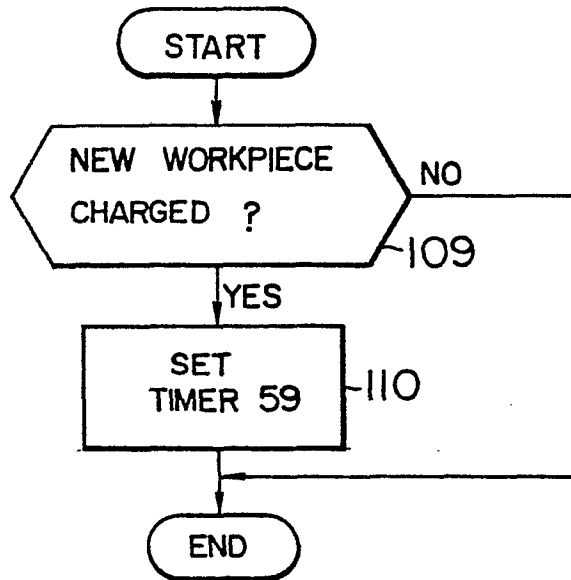 START
NEW WORKPIECE
CHARGED ?
NO
109
YES
SET
TIMER 59
110
END